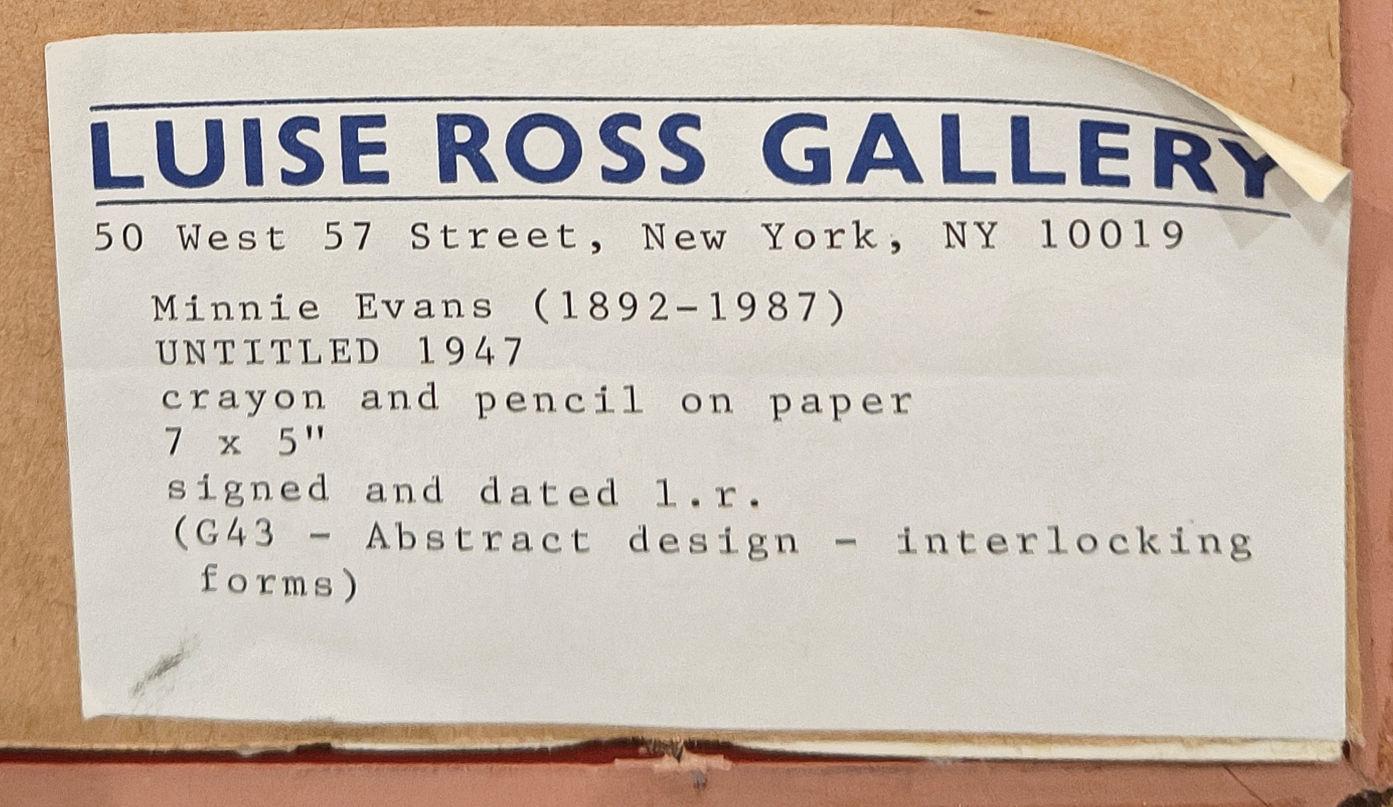 LUISE ROSS GALLERY
50 West 57 Street, New York, NY 10019
Minnie Evans (1892-1987)
UNTITLED 1947
crayon and pencil on paper
7 x 5"
signed and dated l.r.
(G43 - Abstract design - interlocking
forms)